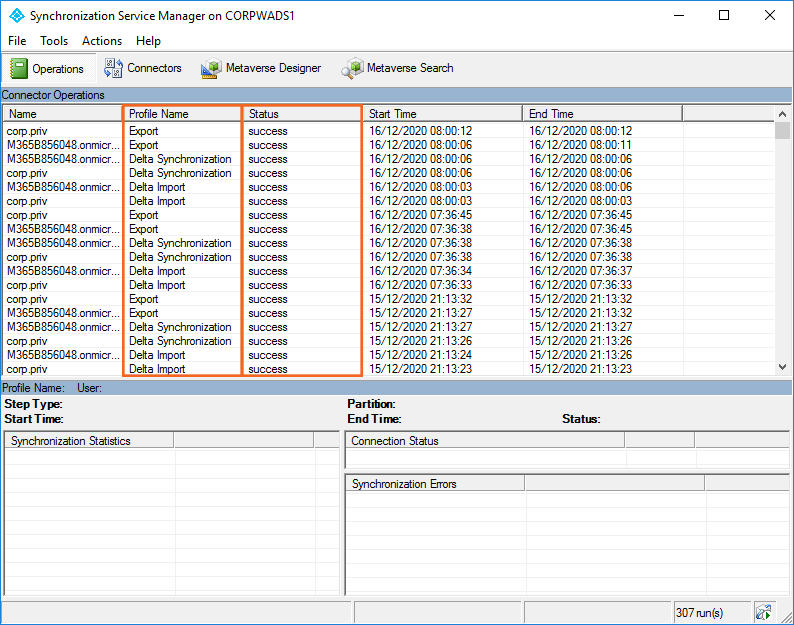 Synchronization Service Manager on CORPWADS1
File Tools Actions Help
Operations Connectors Metaverse Designer Metaverse Search
Connector Operations
Name Profile Name Status Start Time End Time
corp.priv Export success 16/12/2020 08:00:12 16/12/2020 08:00:12
M365B856048.onmicr... Export success 16/12/2020 08:00:06 16/12/2020 08:00:11
M365B856048.onmicr... Delta Synchronization success 16/12/2020 08:00:06 16/12/2020 08:00:06
corp.priv Delta Synchronization success 16/12/2020 08:00:06 16/12/2020 08:00:06
M365B856048.onmicr... Delta Import success 16/12/2020 08:00:03 16/12/2020 08:00:06
corp.priv Delta Import success 16/12/2020 08:00:03 16/12/2020 08:00:03
corp.priv Export success 16/12/2020 07:36:45 16/12/2020 07:36:45
M365B856048.onmicr... Export success 16/12/2020 07:36:38 16/12/2020 07:36:45
M365B856048.onmicr... Delta Synchronization success 16/12/2020 07:36:38 16/12/2020 07:36:38
corp.priv Delta Synchronization success 16/12/2020 07:36:38 16/12/2020 07:36:38
M365B856048.onmicr... Delta Import success 16/12/2020 07:36:34 16/12/2020 07:36:37
corp.priv Delta Import success 16/12/2020 07:36:33 16/12/2020 07:36:33
corp.priv Export success 15/12/2020 21:13:32 15/12/2020 21:13:32
M365B856048.onmicr... Export success 15/12/2020 21:13:27 15/12/2020 21:13:32
M365B856048.onmicr... Delta Synchronization success 15/12/2020 21:13:27 15/12/2020 21:13:27
corp.priv Delta Synchronization success 15/12/2020 21:13:26 15/12/2020 21:13:26
M365B856048.onmicr... Delta Import success 15/12/2020 21:13:24 15/12/2020 21:13:26
corp.priv Delta Import success 15/12/2020 21:13:23 15/12/2020 21:13:23
Profile Name: User:
Step Type: Partition:
Start Time: End Time: Status:
Synchronization Statistics Connection Status
Synchronization Errors
307 run(s)